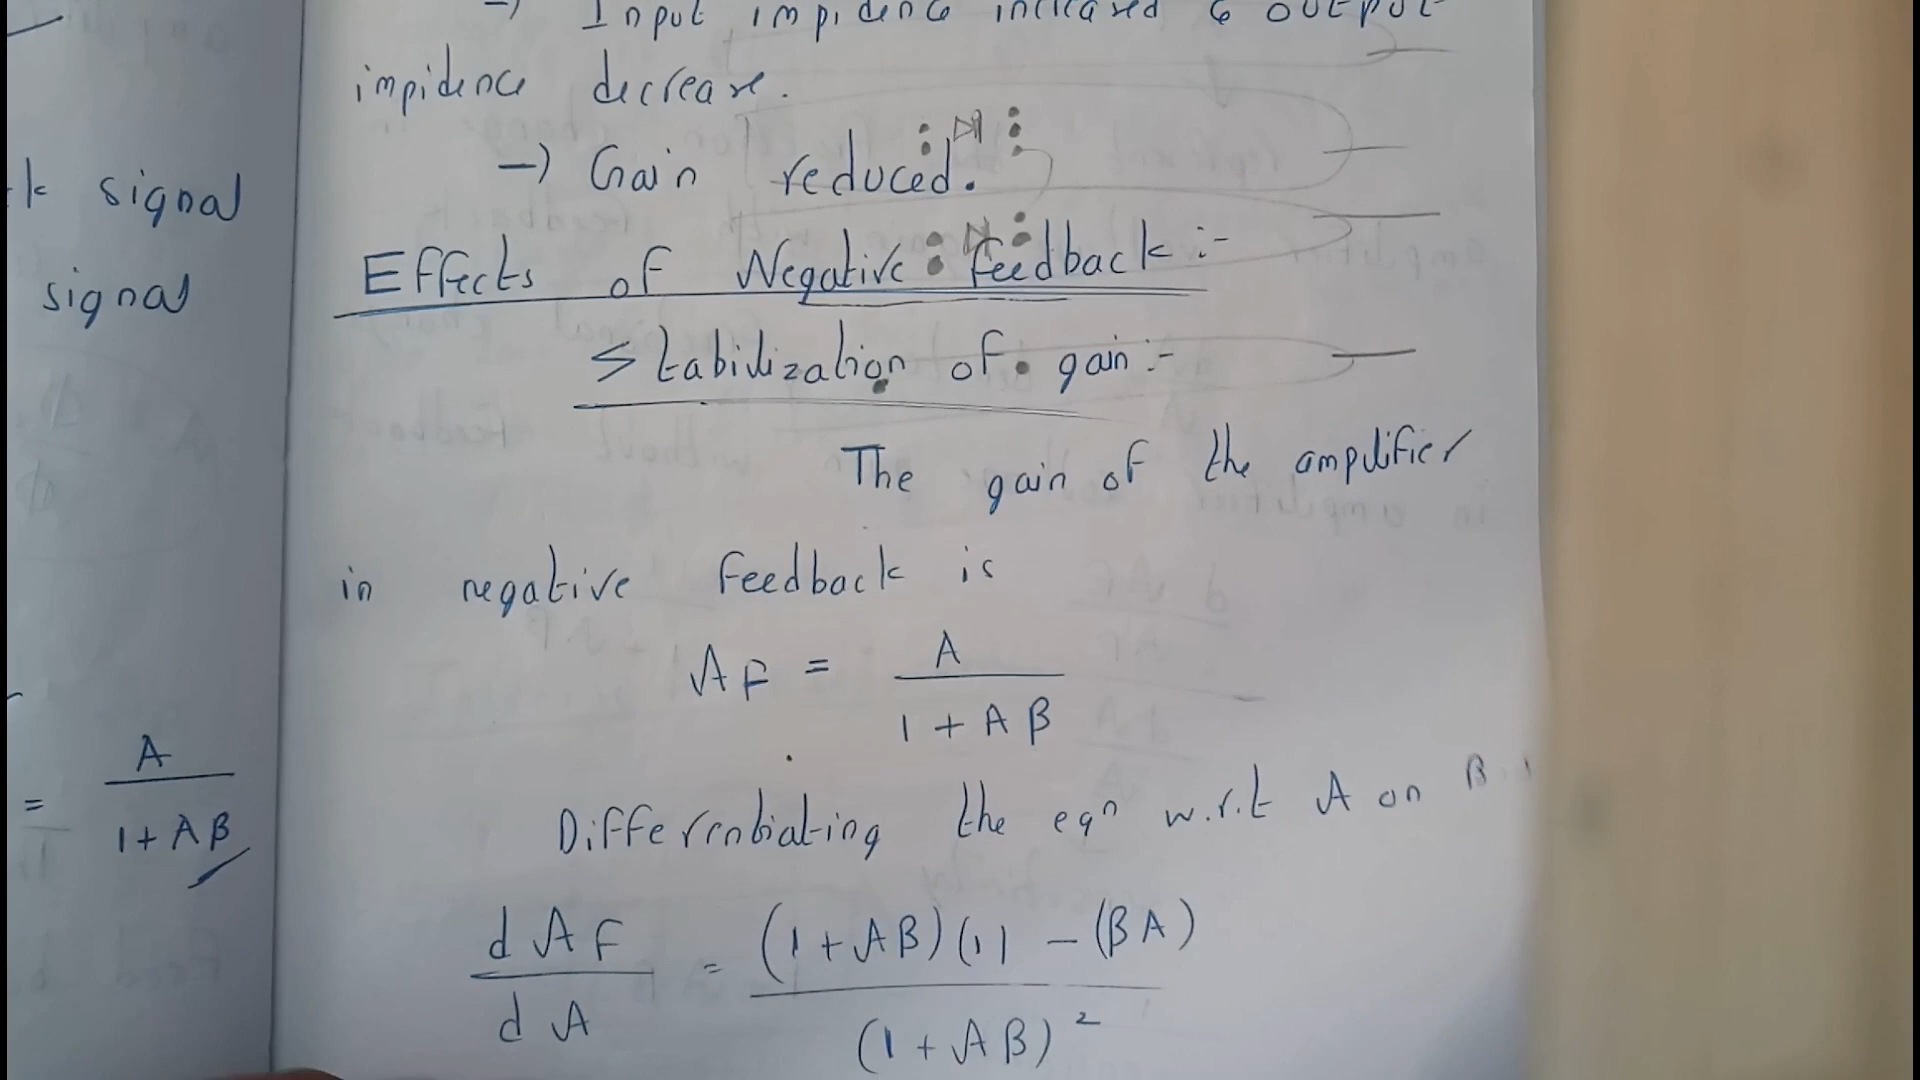 k signal
signal
= A / 1 + A β
→ Input impidence increased & output
impidence decrease.
→ Gain reduced.
Effects of Negative feedback :-
Stabilization of gain :-
The gain of the amplifier
in negative feedback is
AF = A / 1 + A β
Differentiating the eqn w.r.t A on β
dAF / dA = (1 + Aβ)(1) - (βA) / (1 + Aβ)²